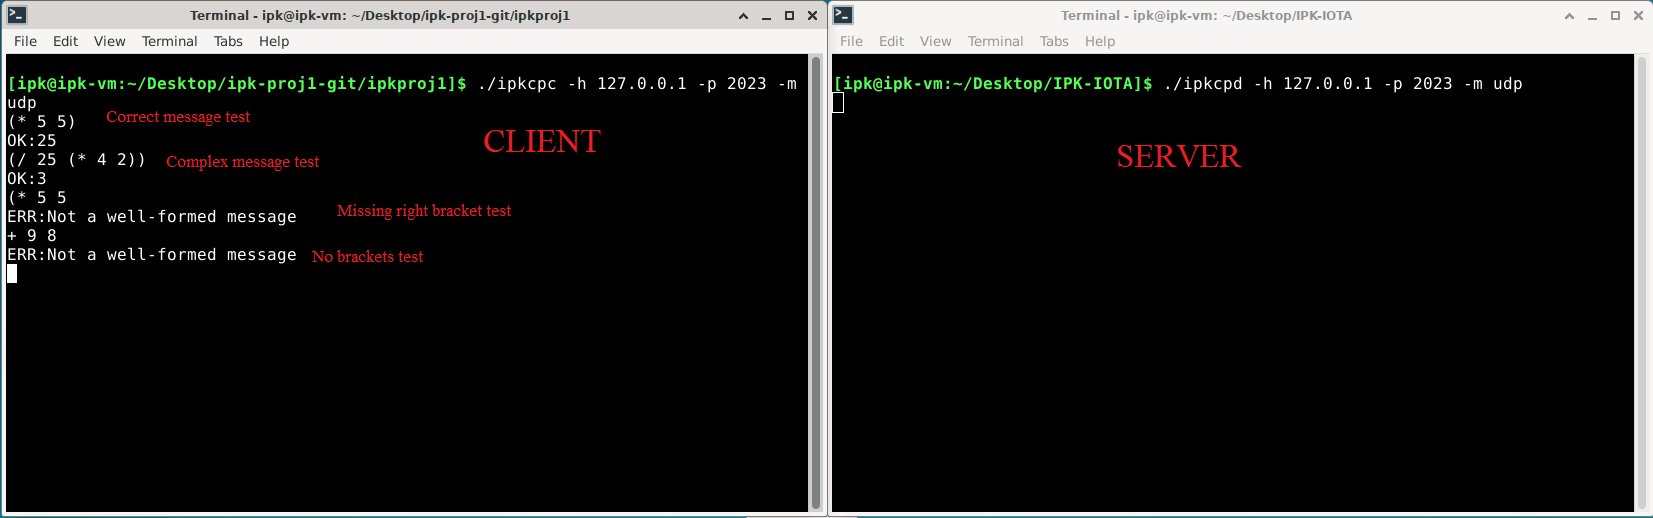 Terminal - ipk@ipk-vm: ~/Desktop/ipk-proj1-git/ipkproj1
File Edit View Terminal Tabs Help
[ipk@ipk-vm:~/Desktop/ipk-proj1-git/ipkproj1]$ ./ipkcpc -h 127.0.0.1 -p 2023 -m
udp
(* 5 5) Correct message test
OK:25
CLIENT
(/ 25 (* 4 2)) Complex message test
OK:3
(* 5 5
ERR:Not a well-formed message Missing right bracket test
+ 9 8
ERR:Not a well-formed message No brackets test
Terminal - ipk@ipk-vm: ~/Desktop/IPK-IOTA
File Edit View Terminal Tabs Help
[ipk@ipk-vm:~/Desktop/IPK-IOTA]$ ./ipkcpd -h 127.0.0.1 -p 2023 -m udp
SERVER